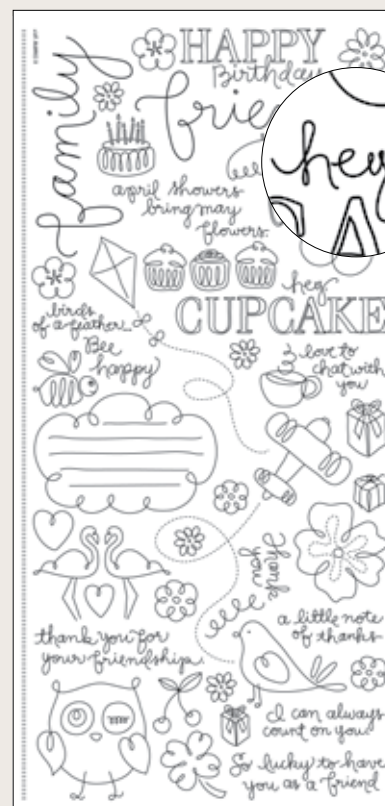 HAPPY
Birthday
family
hey
april showers
bring may
flowers.
hey
CUPCAKE
birds
of a feather...
Bee
happy
love to
chat with
you
thank
you
a little note
of thanks
thank you for
your friendship.
I can always
count on you
So lucky to have
you as a friend